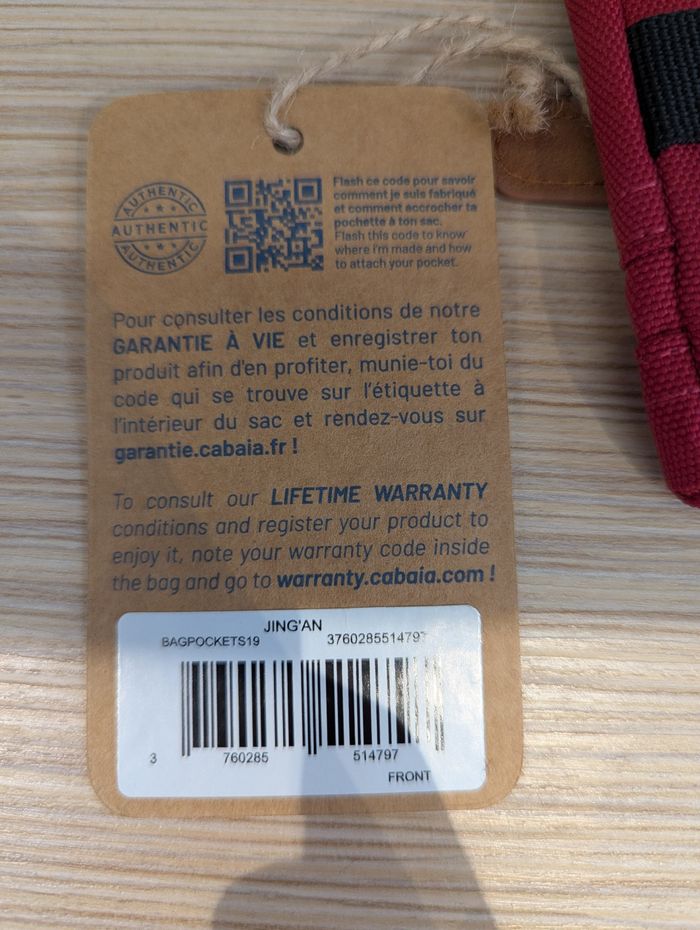 AUTHENTIC
AUTHENTIC
AUTHENTIC
Flash ce code pour savoir
comment je suis fabriqué
et comment accrocher ta
pochette à ton sac.
Flash this code to know
where I'm made and how
to attach your pocket.
Pour consulter les conditions de notre
GARANTIE À VIE et enregistrer ton
produit afin d'en profiter, munie-toi du
code qui se trouve sur l'étiquette à
l'intérieur du sac et rendez-vous sur
garantie.cabaia.fr !
To consult our LIFETIME WARRANTY
conditions and register your product to
enjoy it, note your warranty code inside
the bag and go to warranty.cabaia.com !
JING'AN
BAGPOCKETS19 3760285514797
3 760285 514797
FRONT